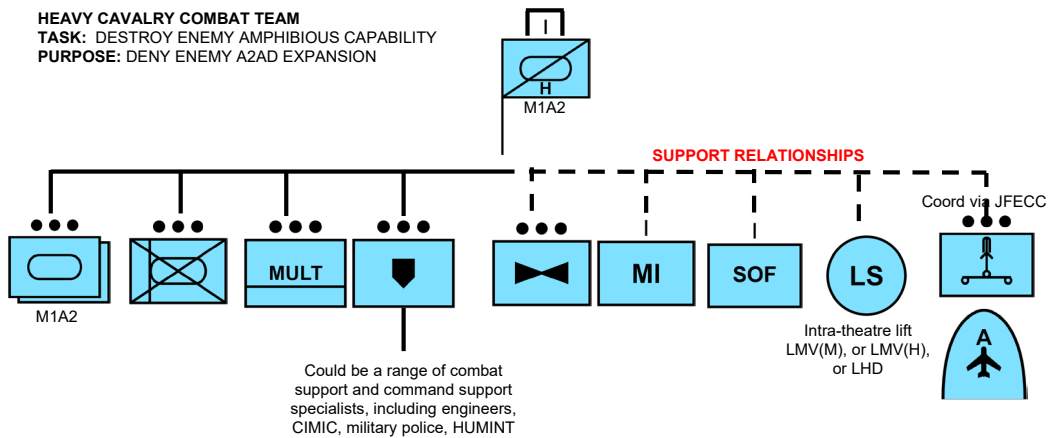 HEAVY CAVALRY COMBAT TEAM
TASK: DESTROY ENEMY AMPHIBIOUS CAPABILITY
PURPOSE: DENY ENEMY A2AD EXPANSION
I
H
M1A2
SUPPORT RELATIONSHIPS
Coord via JFECC
I
I
MULT
MI
SOF
LS
M1A2
Intra-theatre lift
LMV(M), or LMV(H),
or LHD
A
Could be a range of combat
support and command support
specialists, including engineers,
CIMIC, military police, HUMINT